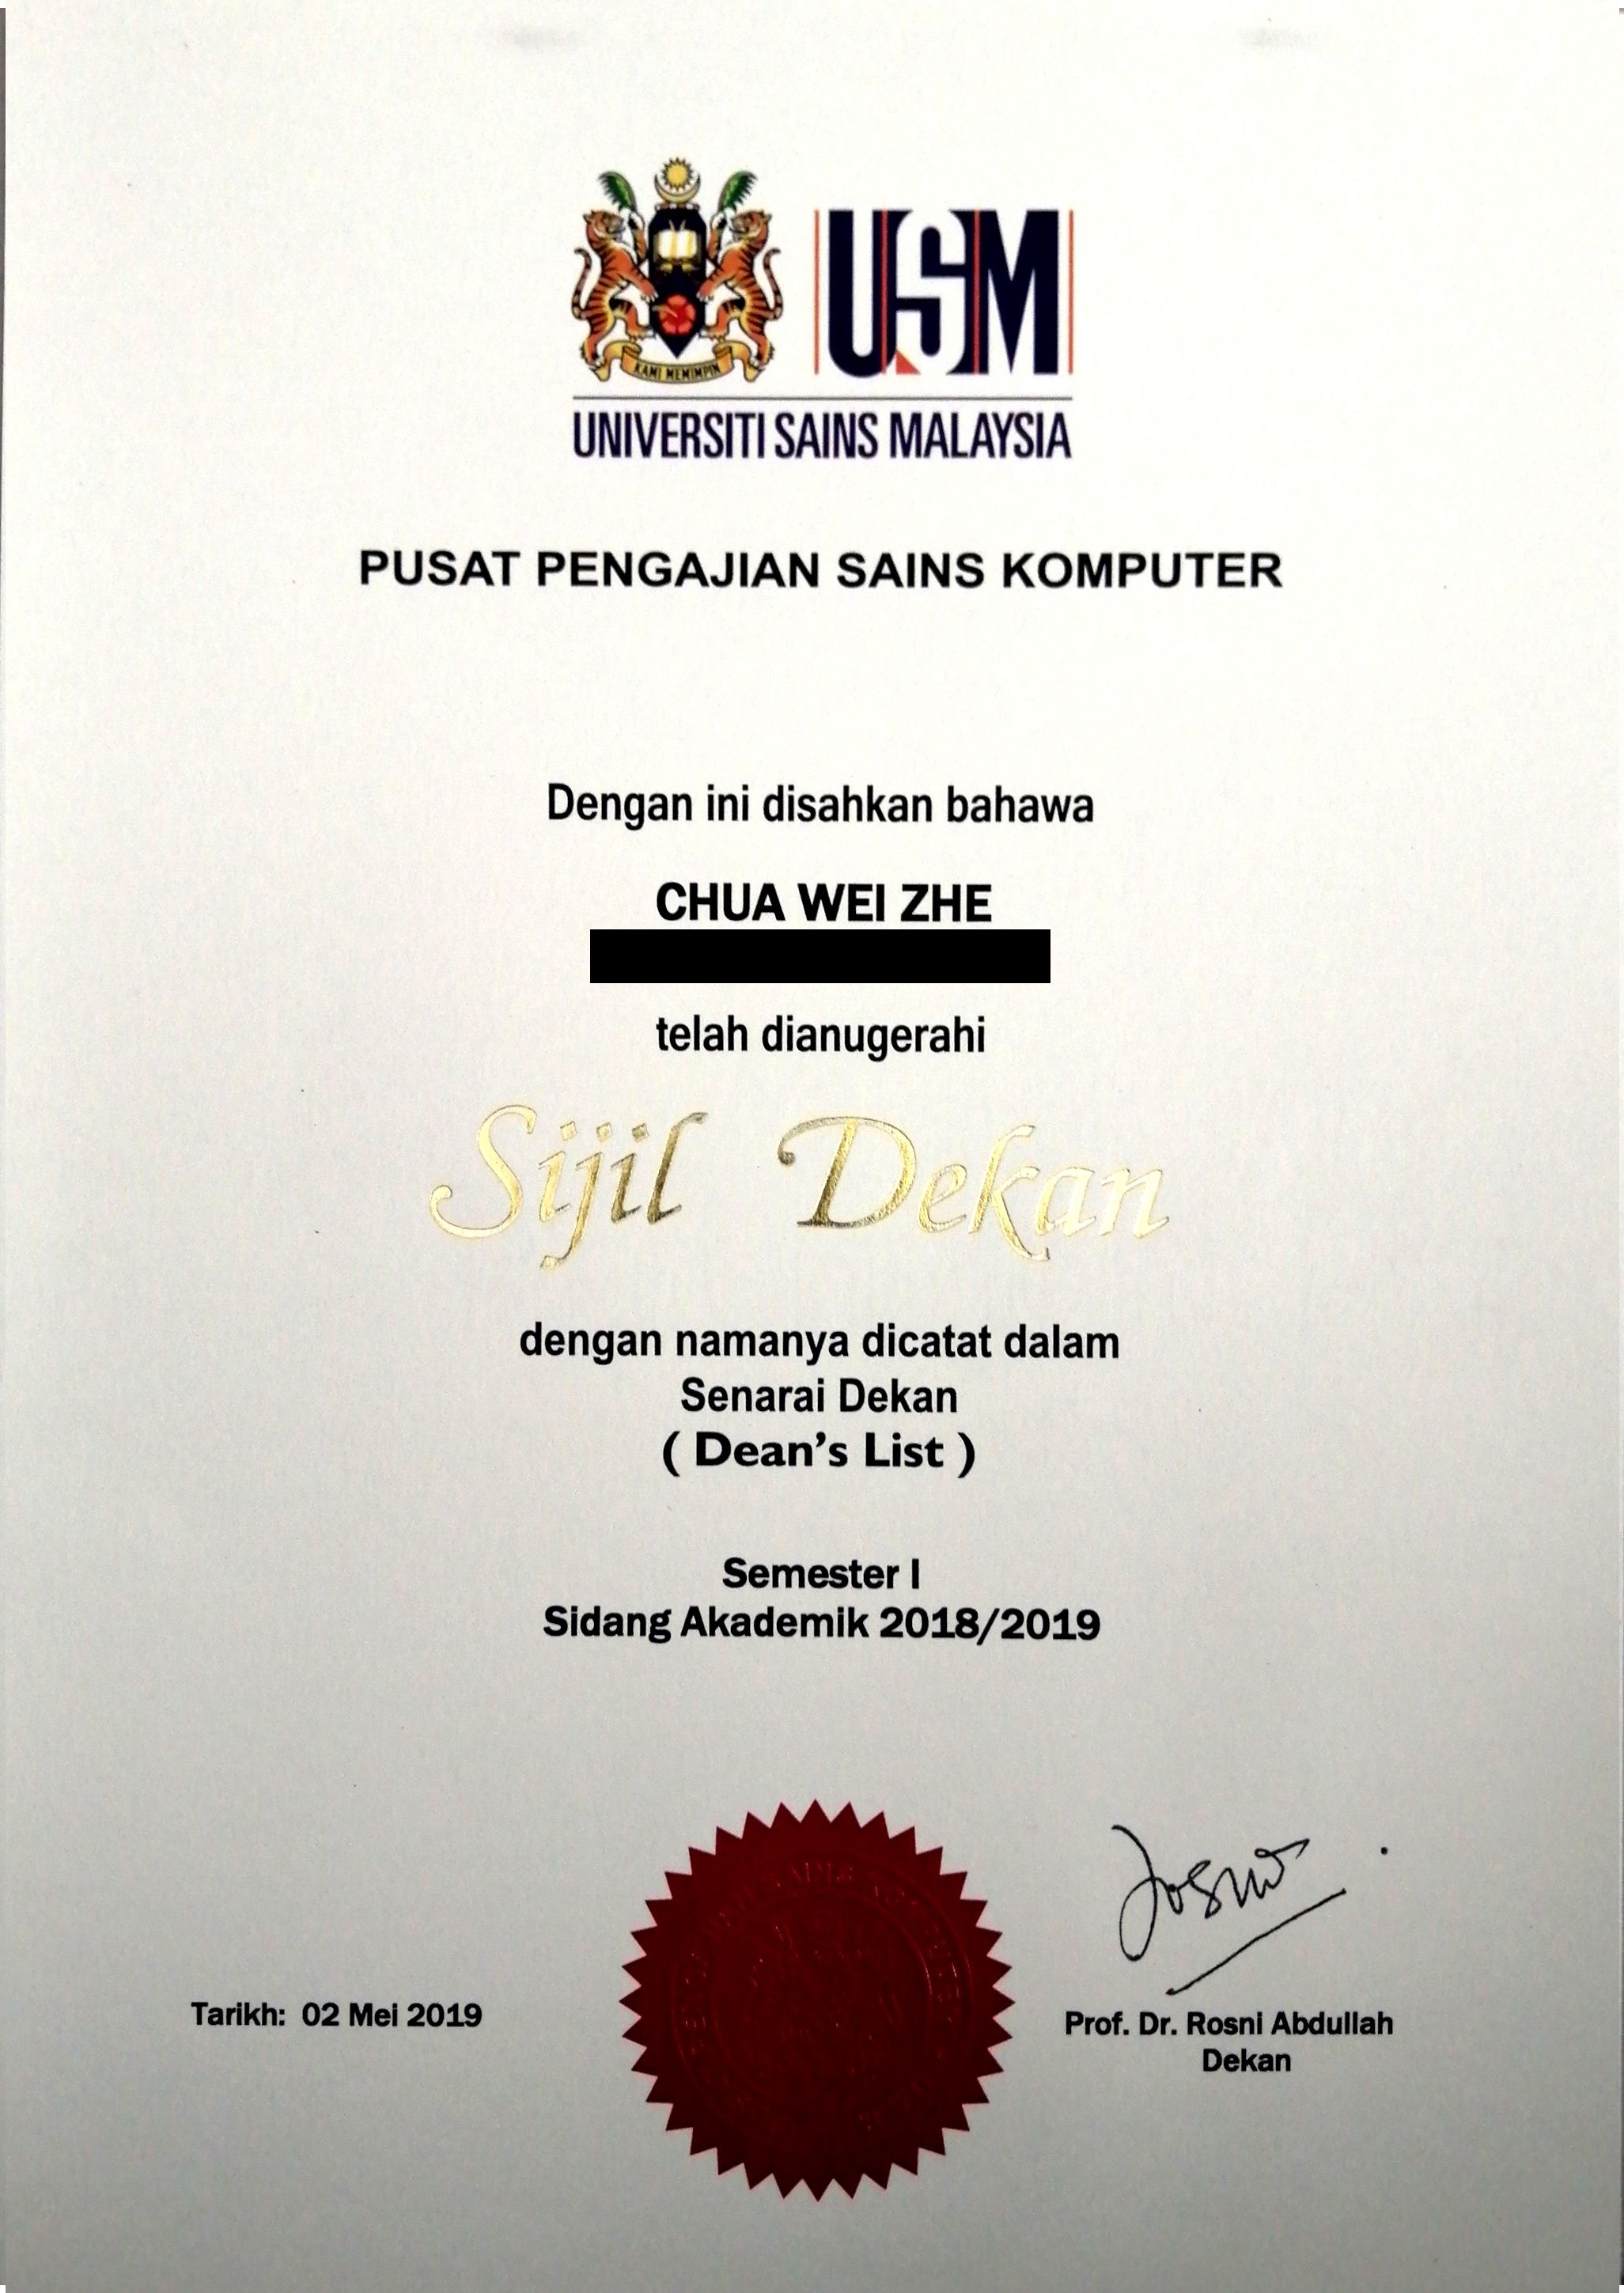 KAMI MEMIMPIN
USM
UNIVERSITI SAINS MALAYSIA
PUSAT PENGAJIAN SAINS KOMPUTER
Dengan ini disahkan bahawa
CHUA WEI ZHE
telah dianugerahi
Sijil Dekan
dengan namanya dicatat dalam
Senarai Dekan
( Dean's List )
Semester I
Sidang Akademik 2018/2019
Tarikh: 02 Mei 2019
Prof. Dr. Rosni Abdullah
Dekan